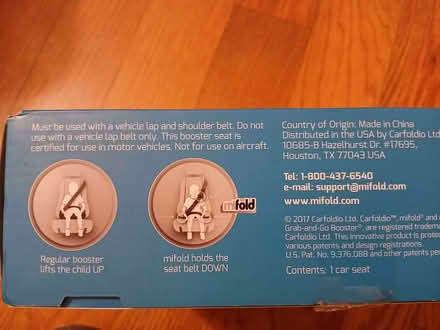 Must be used with a vehicle lap and shoulder belt. Do not
use with a vehicle lap belt only. This booster seat is
certified for use in motor vehicles. Not for use on aircraft.
mifold
Regular booster
lifts the child UP
mifold holds the
seat belt DOWN
Country of Origin: Made in China
Distributed in the USA by Carfoldio Ltd
10685-B Hazelhurst Dr. #17695,
Houston, TX 77043 USA
Tel: 1-800-437-6540
e-mail: support@mifold.com
www.mifold.com
© 2017 Carfoldio Ltd. Carfoldio™, mifold® and
Grab-and-Go Booster®, are registered
Carfoldio Ltd. This innovative product is
various patents and design registrations.
U.S. Pat. No. 9,376,088 and other patents
Contents: 1 car seat